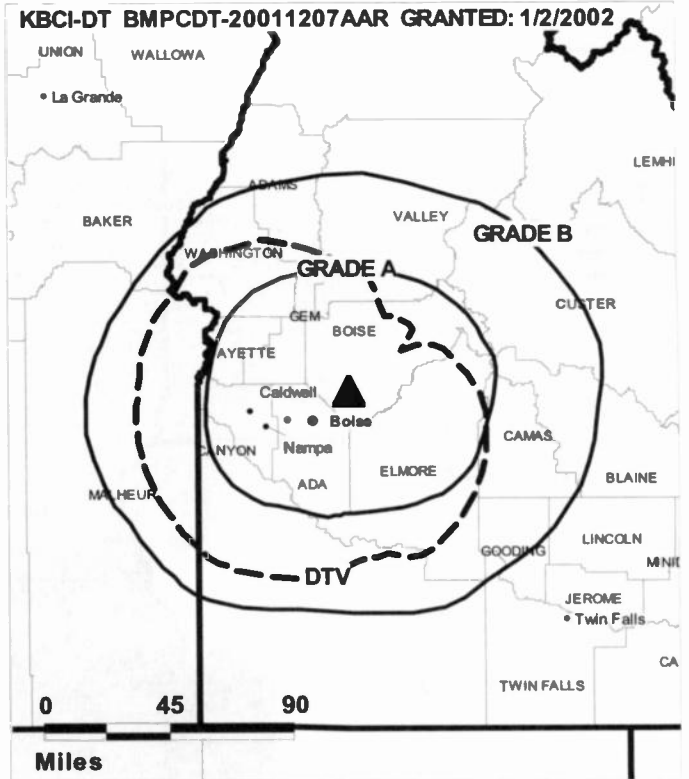 KBCI-DT BMPCDT-20011207AAR GRANTED: 1/2/2002
UNION
WALLOWA
La Grande
LEMHI
ADAMS
BAKER
VALLEY
GRADE B
WASHINGTON
GRADE A
CUSTER
GEM
BOISE
AYETTE
Caldwell
Boise
CAMAS
CANYON
Nampa
ELMORE
BLAINE
ADA
MALHEUR
LINCOLN
GOODING
MINI
DTV
JEROME
Twin Falls
CA
TWIN FALLS
0 45 90
Miles